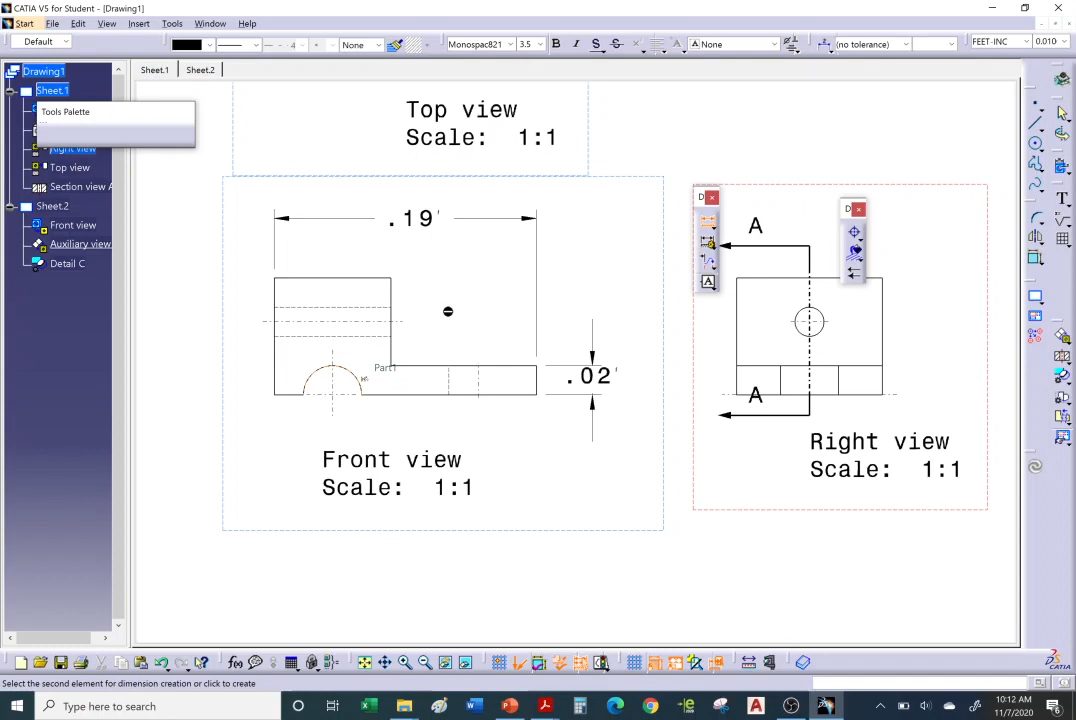 CATIA V5 for Student - [Drawing1]
Start File Edit View Insert Tools Window Help
Default
4
None
Monospac821
3.5
B I S S
A None
(no tolerance)
FEET-INC
0.010
Drawing1
Sheet.1
Tools Palette
Right view
Top view
Section view A
Sheet.2
Front view
Auxiliary view
Detail C
Sheet.1 Sheet.2
Top view
Scale: 1:1
.19'
Part1
.02'
Front view
Scale: 1:1
D
D
A
A
Right view
Scale: 1:1
Select the second element for dimension creation or click to create
Type here to search
10:12 AM
11/7/2020
CATIA